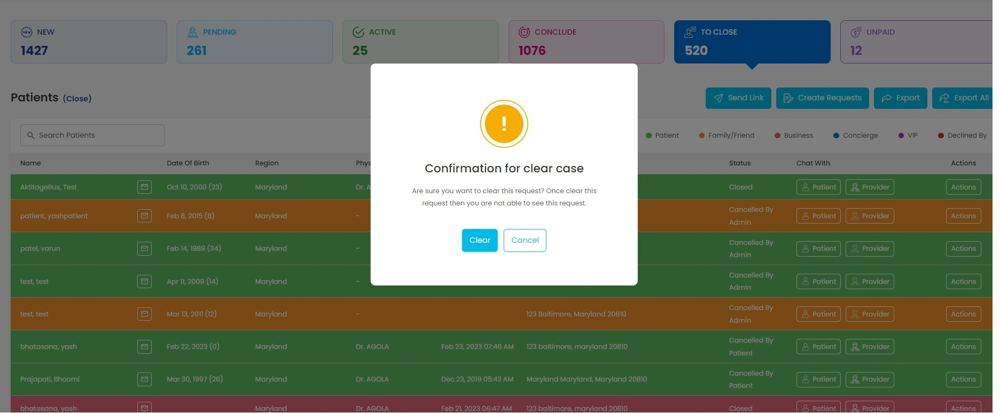 NEW
1427
PENDING
261
ACTIVE
25
CONCLUDE
1076
TO CLOSE
520
UNPAID
12
Patients (Close)
Send Link
Create Requests
Export
Export All
Search Patients
Patient
Family/Friend
Business
Concierge
VIP
Declined By
Name Date Of Birth Region Phys Status Chat With Actions
AkStageBus, Test Oct 10, 2000 (23) Maryland Dr. A Closed Patient Provider Actions
patient, yashpatient Feb 8, 2015 (8) Maryland - Cancelled By Admin Patient Provider Actions
patel, varun Feb 14, 1989 (34) Maryland - Cancelled By Admin Patient Provider Actions
test, test Apr 11, 2009 (14) Maryland - Cancelled By Admin Patient Provider Actions
test, test Mar 13, 2011 (12) Maryland - 123 Baltimore, Maryland 20810 Cancelled By Admin Patient Provider Actions
bhatasana, yash Feb 22, 2023 (0) Maryland Dr. AGOLA Feb 23, 2023 07:46 AM 123 baltimore, maryland 20810 Cancelled By Patient Patient Provider Actions
Prajapati, Bhoomi Mar 30, 1997 (26) Maryland Dr. AGOLA Dec 23, 2019 05:42 AM Maryland Maryland, Maryland 20810 Cancelled By Patient Patient Provider Actions
bhatasana, yash Maryland Dr. AGOLA Feb 21, 2023 06:47 AM 123 baltimore, maryland 20810 Closed Patient Provider Actions
Confirmation for clear case
Are sure you want to clear this request? Once clear this
request then you are not able to see this request.
Clear
Cancel